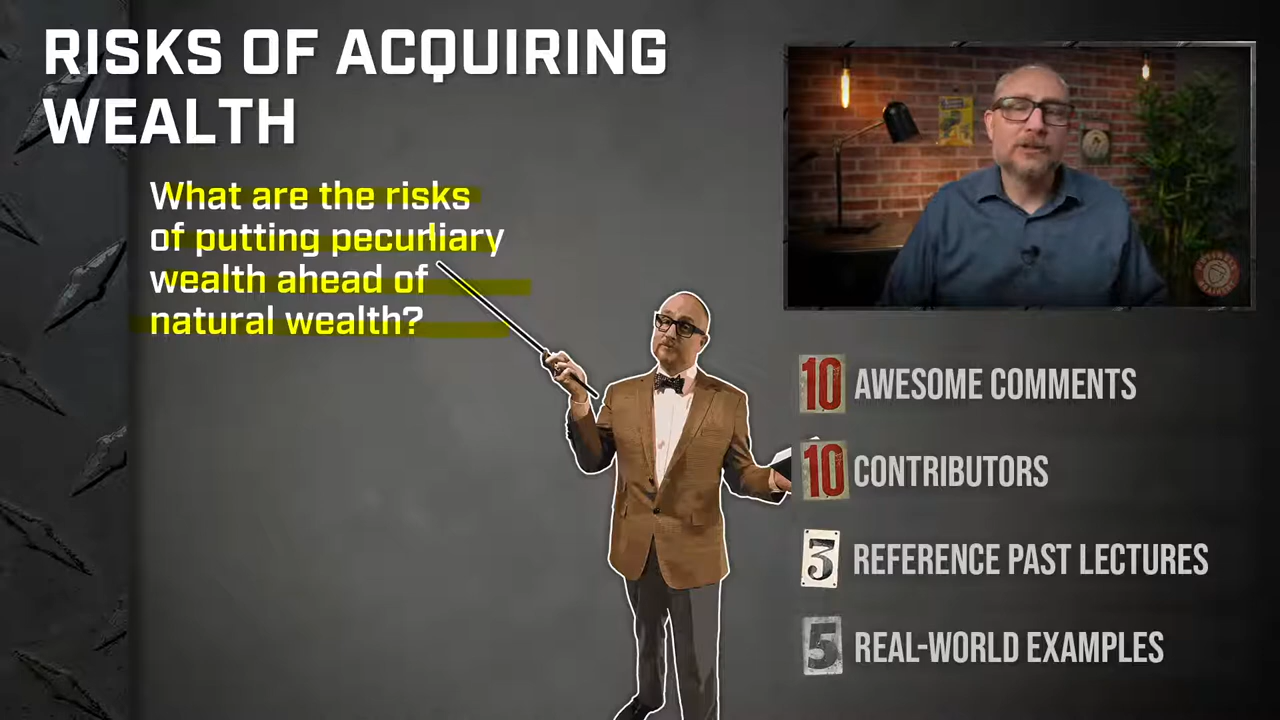 RISKS OF ACQUIRING
WEALTH
What are the risks
of putting pecuniary
wealth ahead of
natural wealth?
10 AWESOME COMMENTS
10 CONTRIBUTORS
3 REFERENCE PAST LECTURES
5 REAL-WORLD EXAMPLES